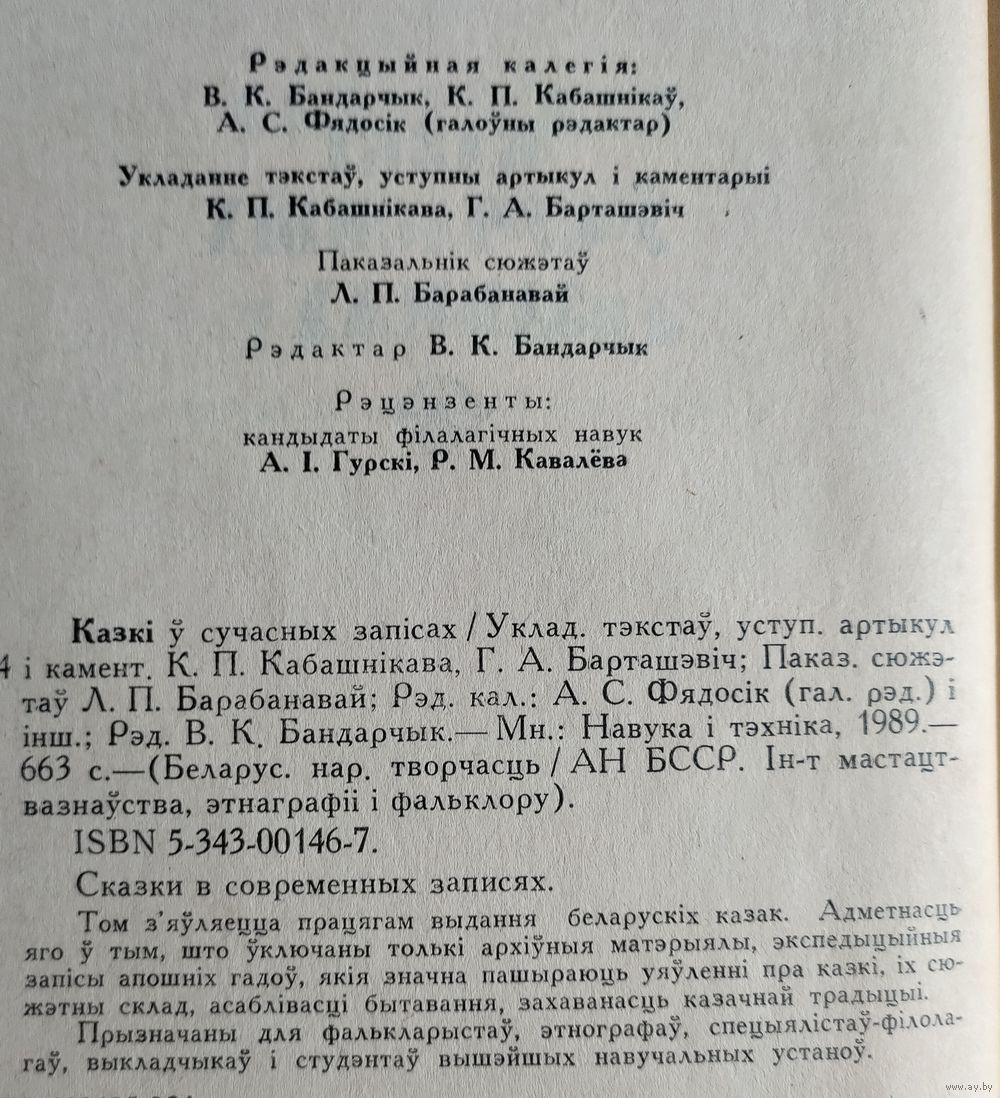 Рэдакцыйная калегія:
В. К. Бандарчык, К. П. Кабашнікаў,
А. С. Фядосік (галоўны рэдактар)
Укладанне тэкстаў, уступны артыкул і каментарыі
К. П. Кабашнікава, Г. А. Барташэвіч
Паказальнік сюжэтаў
Л. П. Барабанавай
Рэдактар В. К. Бандарчык
Рэцэнзенты:
кандыдаты філалагічных навук
А. І. Гурскі, Р. М. Кавалёва
Казкі ў сучасных запісах / Уклад. тэкстаў, уступ. артыкул
4 і камент. К. П. Кабашнікава, Г. А. Барташэвіч; Паказ. сюжэ-
таў Л. П. Барабанавай; Рэд. кал.: А. С. Фядосік (гал. рэд.) і
інш.; Рэд. В. К. Бандарчык.— Мн.: Навука і тэхніка, 1989.—
663 с.—(Беларус. нар. творчасць / АН БССР. Ін-т мастацт-
вазнаўства, этнаграфіі і фальклору).
ISBN 5-343-00146-7.
Сказки в современных записях.
Том з'яўляецца працягам выдання беларускіх казак. Адметнасць
яго ў тым, што ўключаны толькі архіўныя матэрыялы, экспедыцыйныя
запісы апошніх гадоў, якія значна пашыраюць уяўленні пра казкі, іх сю-
жэтны склад, асаблівасці бытавання, захаванасць казачнай традыцыі.
Прызначаны для фалькларыстаў, этнографаў, спецыялістаў-філола-
гаў, выкладчыкаў і студэнтаў вышэйшых навучальных устаноў.
www.ay.by